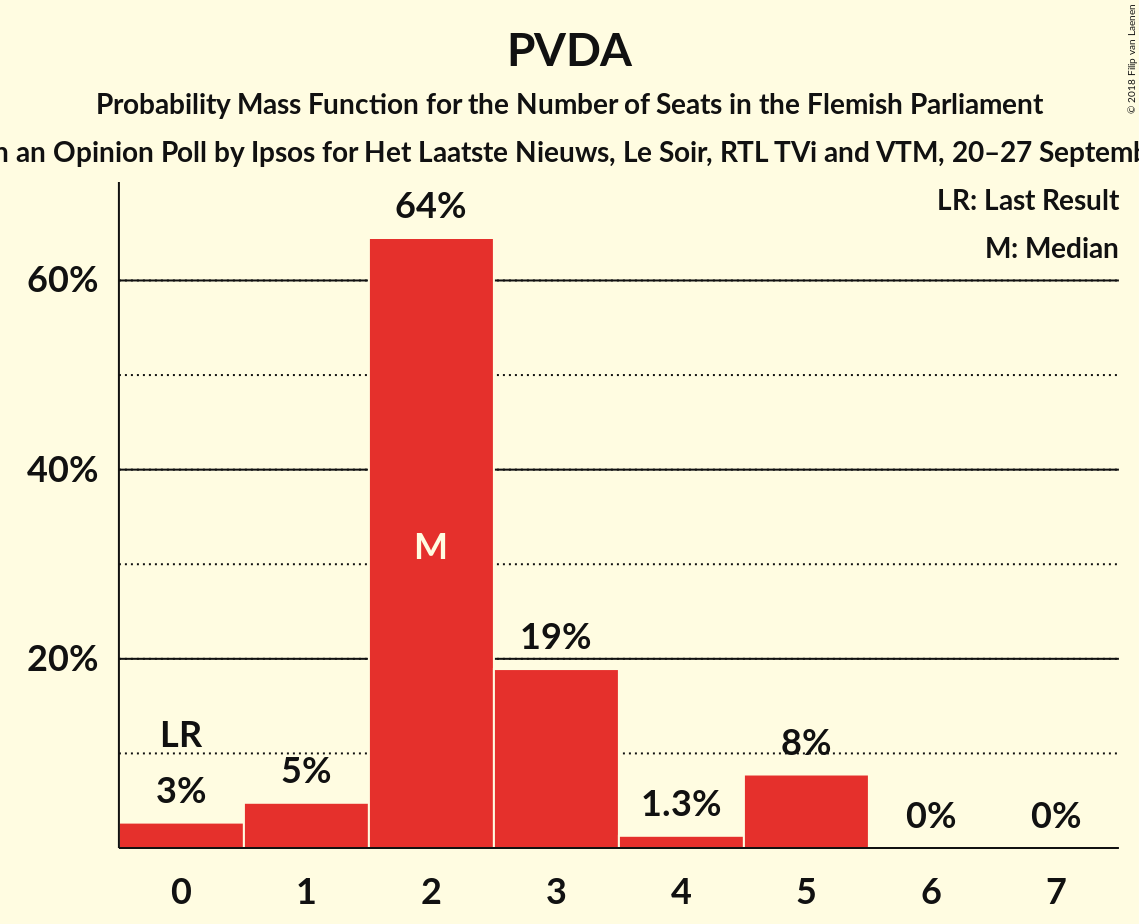 PVDA
Probability Mass Function for the Number of Seats in the Flemish Parliament
an Opinion Poll by Ipsos for Het Laatste Nieuws, Le Soir, RTL TVi and VTM, 20–27
LR: Last Result
M: Median
© 2018 Filip van Laenen
60%
40%
20%
LR
3%
5%
64%
M
19%
1.3%
8%
0%
0%
0 1 2 3 4 5 6 7